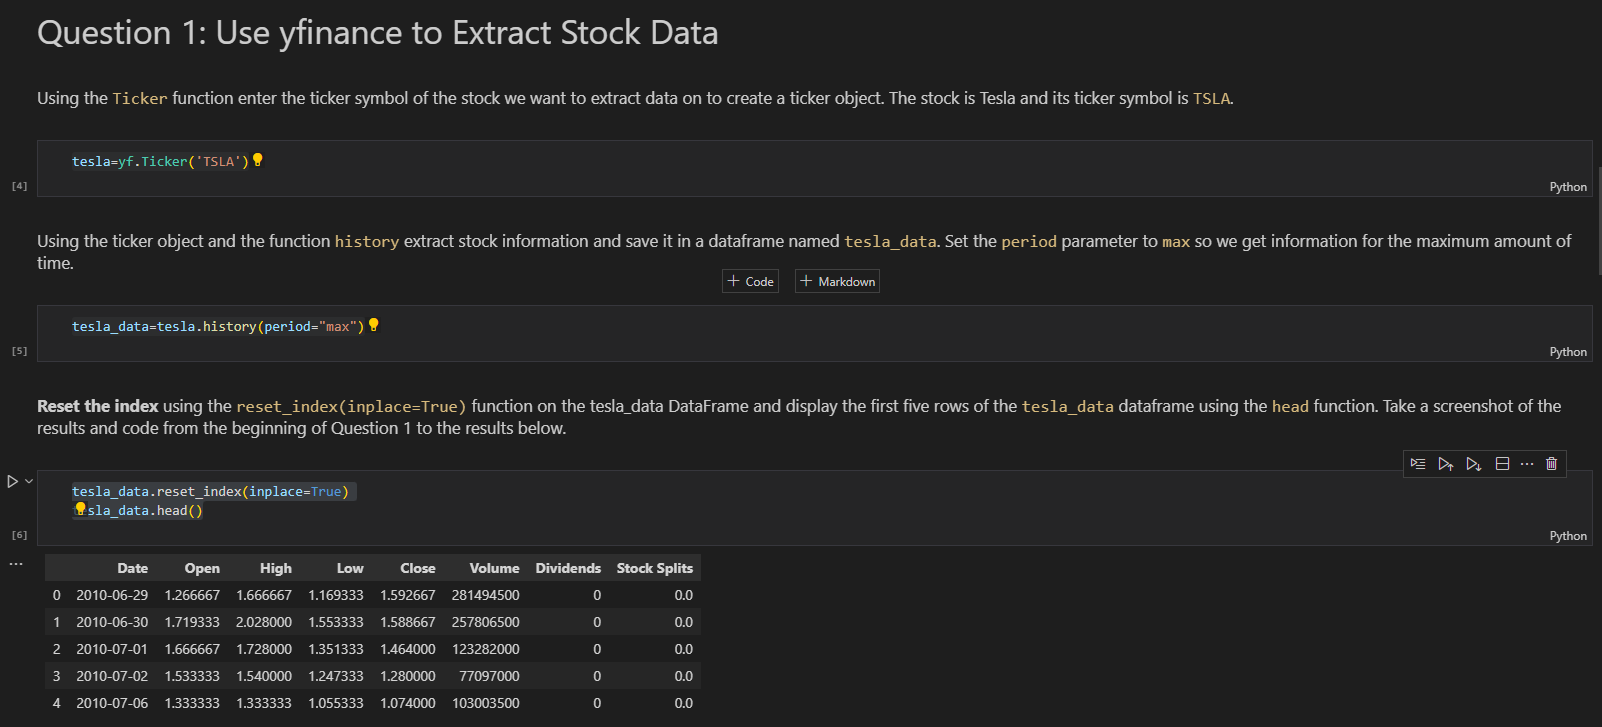 Question 1: Use yfinance to Extract Stock Data
Using the Ticker function enter the ticker symbol of the stock we want to extract data on to create a ticker object. The stock is Tesla and its ticker symbol is TSLA.
tesla=yf.Ticker('TSLA')
[4]
Python
Using the ticker object and the function history extract stock information and save it in a dataframe named tesla_data. Set the period parameter to max so we get information for the maximum amount of
time.
+ Code + Markdown
tesla_data=tesla.history(period="max")
[5]
Python
Reset the index using the reset_index(inplace=True) function on the tesla_data DataFrame and display the first five rows of the tesla_data dataframe using the head function. Take a screenshot of the
results and code from the beginning of Question 1 to the results below.
tesla_data.reset_index(inplace=True)
sla_data.head()
[6]
Python
Date Open High Low Close Volume Dividends Stock Splits
0 2010-06-29 1.266667 1.666667 1.169333 1.592667 281494500 0 0.0
1 2010-06-30 1.719333 2.028000 1.553333 1.588667 257806500 0 0.0
2 2010-07-01 1.666667 1.728000 1.351333 1.464000 123282000 0 0.0
3 2010-07-02 1.533333 1.540000 1.247333 1.280000 77097000 0 0.0
4 2010-07-06 1.333333 1.333333 1.055333 1.074000 103003500 0 0.0